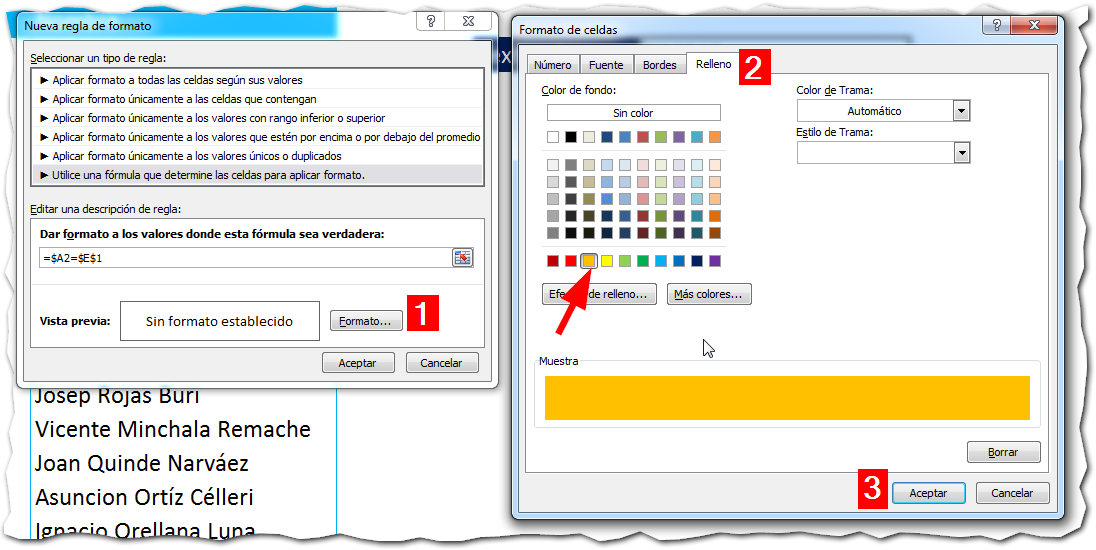 Nueva regla de formato
Seleccionar un tipo de regla:
► Aplicar formato a todas las celdas según sus valores
► Aplicar formato únicamente a las celdas que contengan
► Aplicar formato únicamente a los valores con rango inferior o superior
► Aplicar formato únicamente a los valores que estén por encima o por debajo del promedio
► Aplicar formato únicamente a los valores únicos o duplicados
► Utilice una fórmula que determine las celdas para aplicar formato.
Editar una descripción de regla:
Dar formato a los valores donde esta fórmula sea verdadera:
=$A2=$E$1
Vista previa:
Sin formato establecido
Formato...
1
Aceptar
Cancelar
Josep Rojas Buri
Vicente Minchala Remache
Joan Quinde Narváez
Asuncion Ortíz Célleri
Ignacio Orellana Luna
Formato de celdas
Número
Fuente
Bordes
Relleno
2
Color de fondo:
Sin color
Color de Trama:
Automático
Estilo de Trama:
de relleno...
Más colores...
Muestra
Borrar
3
Aceptar
Cancelar